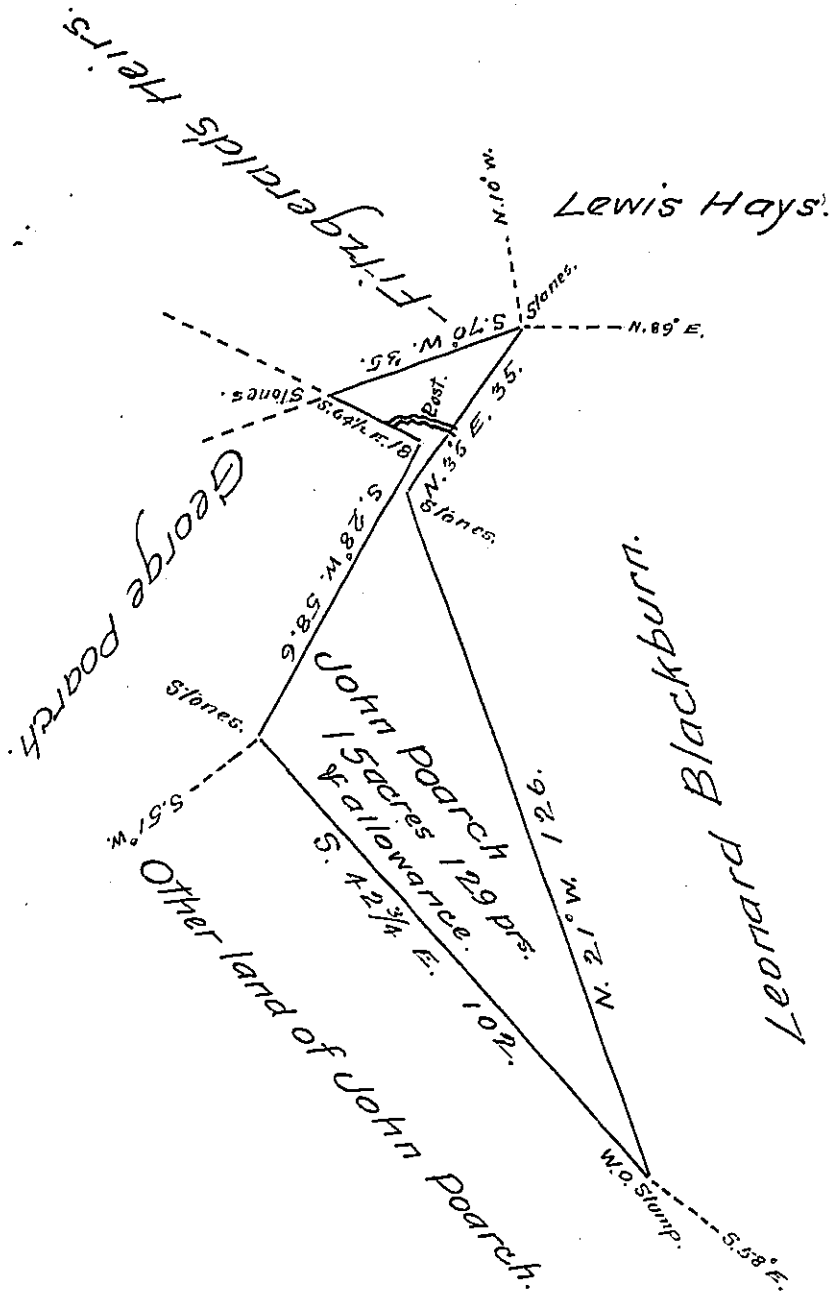 Fitzgerald's Heirs.
Lewis Hays.
N. 10° W.
Stones.
N. 89° E.
S. 70° W. 35.
Stones.
S. 64½ E. 18
Post.
N. 35° E. 35.
Stones.
George Poarch.
S. 28° W. 58.6
Stones.
S. 51° W.
John Poarch
15 acres 129 prs.
& allowance.
S. 42¾ E. 102.
N. 21° W. 126.
Leonard Blackburn.
Other land of John Poarch.
W.O. Stump.
S. 58° E.